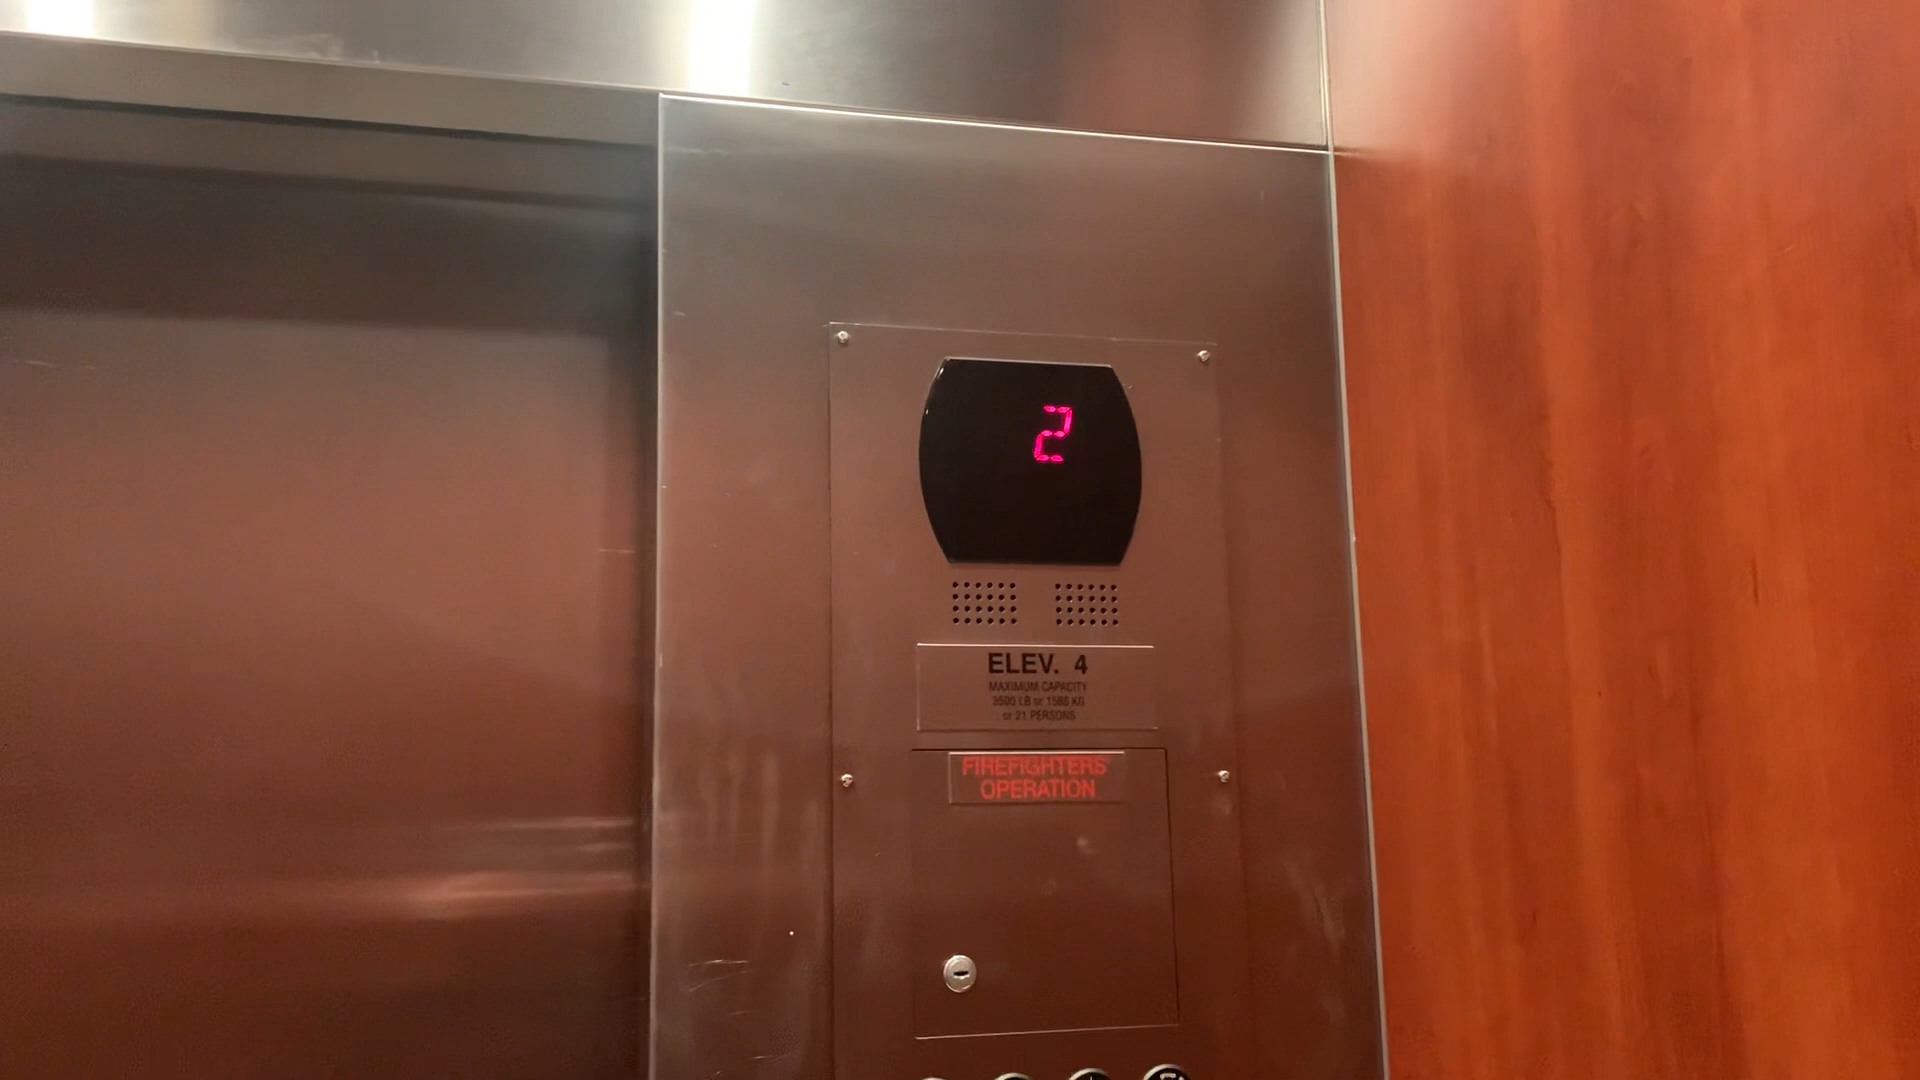 2
ELEV. 4
MAXIMUM CAPACITY
3500 LB or 1588 KG
or 21 PERSONS
FIREFIGHTERS'
OPERATION